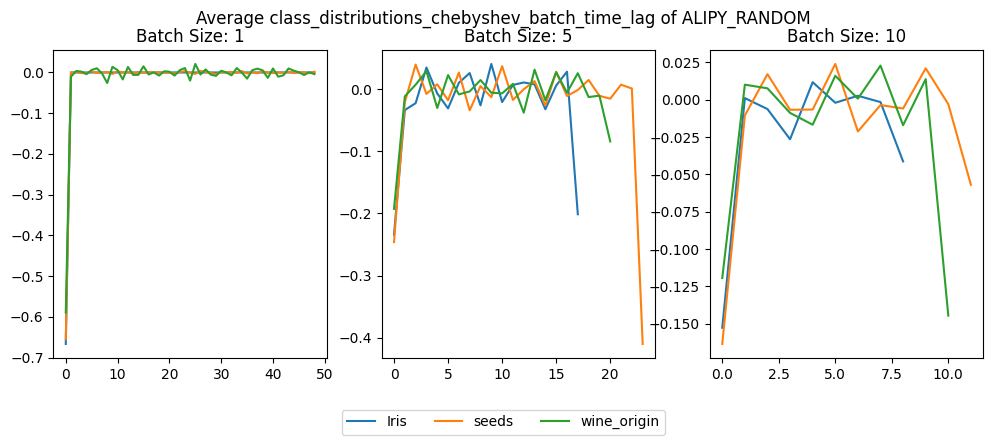 Average class_distributions_chebyshev_batch_time_lag of ALIPY_RANDOM
Batch Size: 1
Batch Size: 5
Batch Size: 10
0.0
−0.1
−0.2
−0.3
−0.4
−0.5
−0.6
−0.7
0 10 20 30 40 50
0.0
−0.1
−0.2
−0.3
−0.4
0 5 10 15 20
0.025
0.000
−0.025
−0.050
−0.075
−0.100
−0.125
−0.150
0.0 2.5 5.0 7.5 10.0
Iris seeds wine_origin